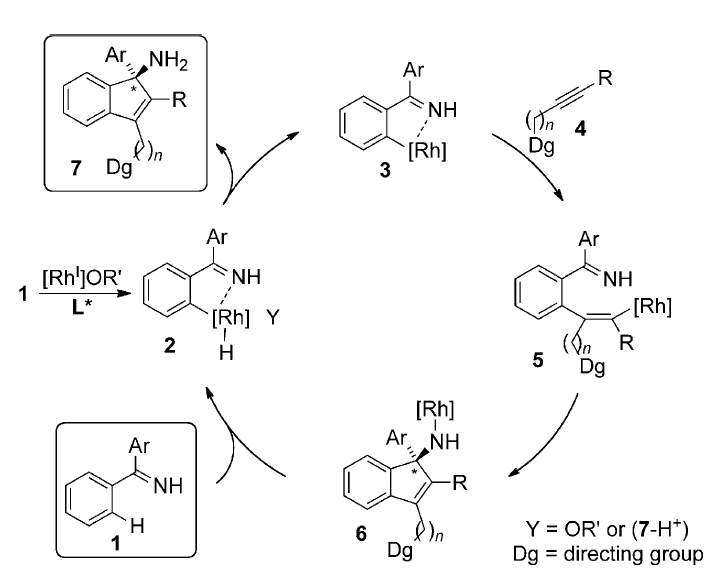 Ar NH₂
*
R
( )n
Dg
7
Ar
NH
[Rh]
3
R
( )n
Dg
4
1 [Rhᴵ]OR'
L*
Ar
NH
[Rh] Y
H
2
Ar
NH
[Rh]
R
( )n
Dg
5
Ar
NH
H
1
[Rh]
Ar NH
*
R
( )n
Dg
6
Y = OR' or (7-H⁺)
Dg = directing group